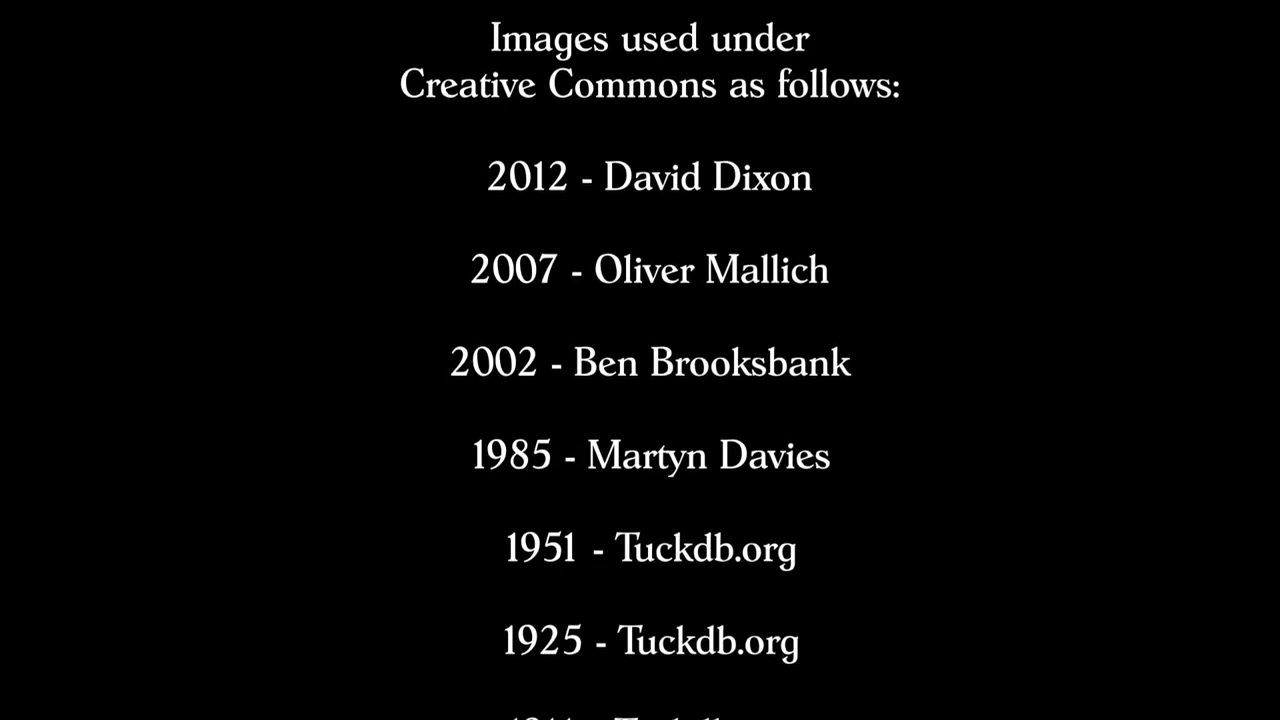 Images used under
Creative Commons as follows:
2012 - David Dixon
2007 - Oliver Mallich
2002 - Ben Brooksbank
1985 - Martyn Davies
1951 - Tuckdb.org
1925 - Tuckdb.org